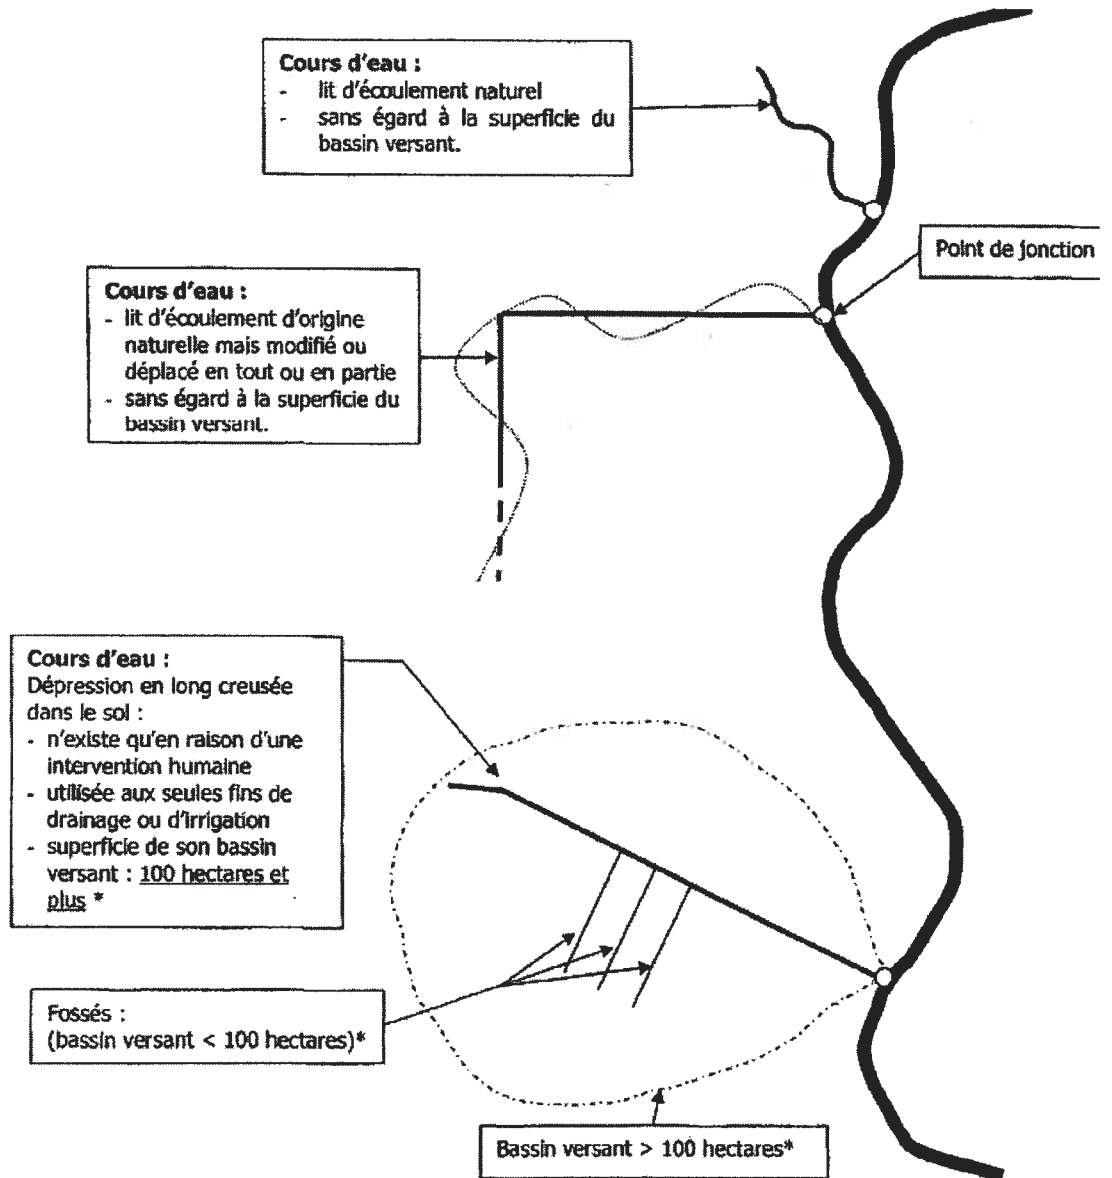 Cours d'eau :
- lit d'écoulement naturel
- sans égard à la superficie du
bassin versant.
Point de jonction
Cours d'eau :
- lit d'écoulement d'origine
naturelle mais modifié ou
déplacé en tout ou en partie
- sans égard à la superficie du
bassin versant.
Cours d'eau :
Dépression en long creusée
dans le sol :
- n'existe qu'en raison d'une
intervention humaine
- utilisée aux seules fins de
drainage ou d'irrigation
- superficie de son bassin
versant : 100 hectares et
plus *
Fossés :
(bassin versant < 100 hectares)*
Bassin versant > 100 hectares*